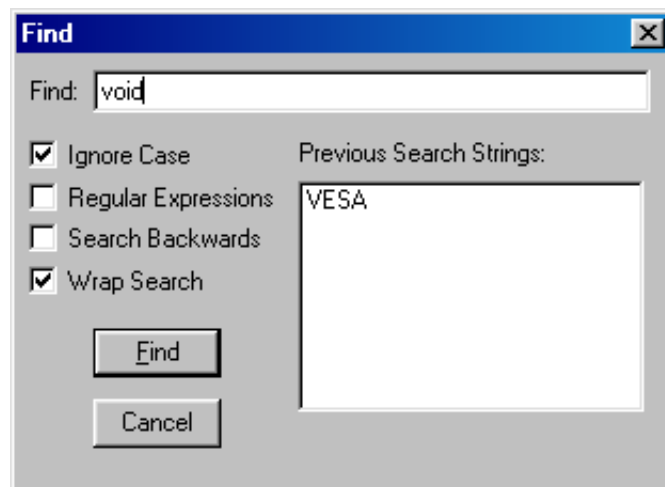 Find
Find: void
Ignore Case
Regular Expressions
Search Backwards
Wrap Search
Previous Search Strings:
VESA
Find
Cancel